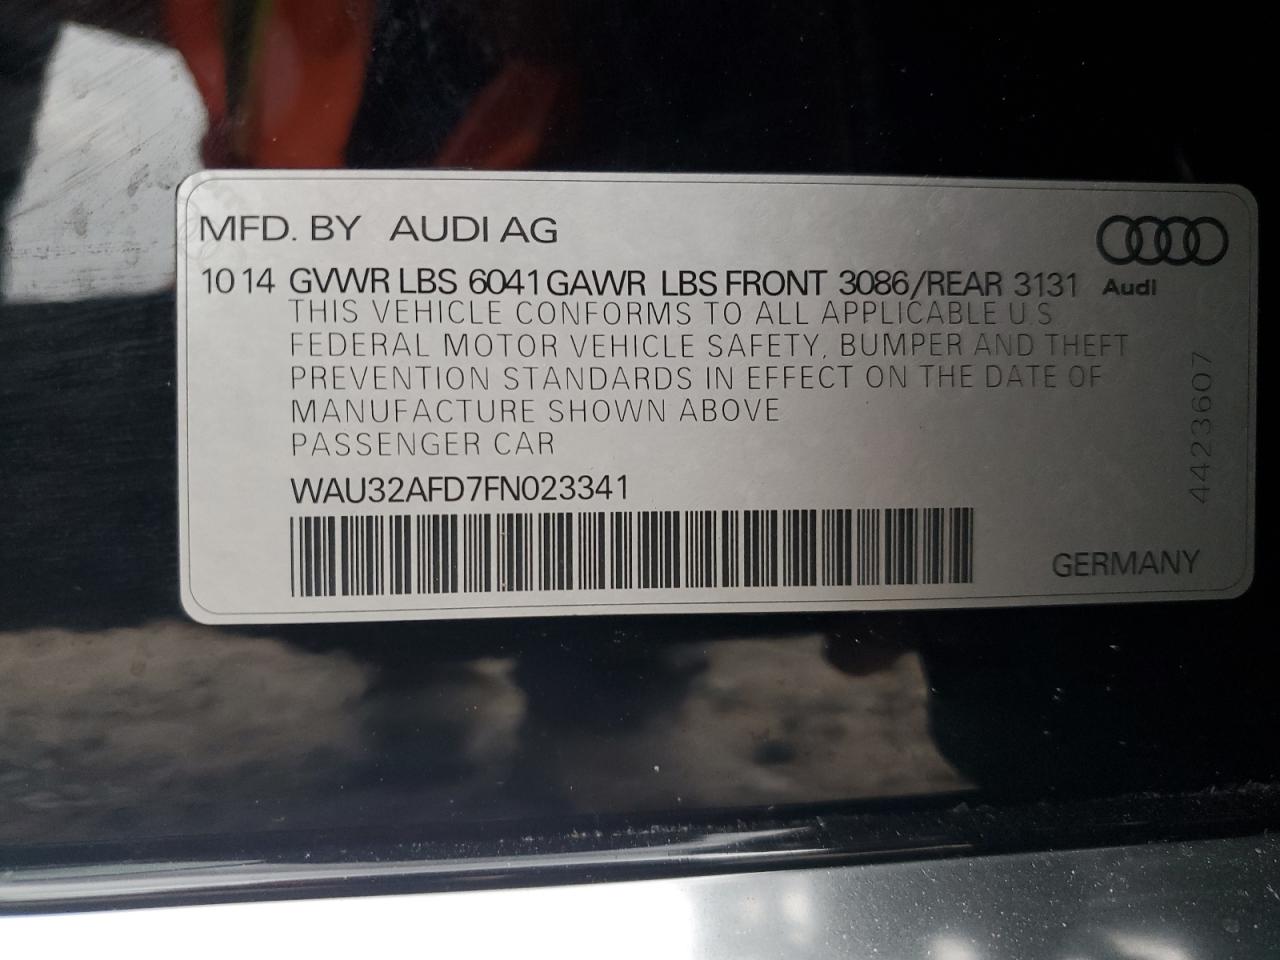 MFD. BY AUDI AG
10 14 GVWR LBS 6041 GAWR LBS FRONT 3086/REAR 3131
Audi
THIS VEHICLE CONFORMS TO ALL APPLICABLE U.S
FEDERAL MOTOR VEHICLE SAFETY, BUMPER AND THEFT
PREVENTION STANDARDS IN EFFECT ON THE DATE OF
MANUFACTURE SHOWN ABOVE
PASSENGER CAR
WAU32AFD7FN023341
GERMANY
4423607